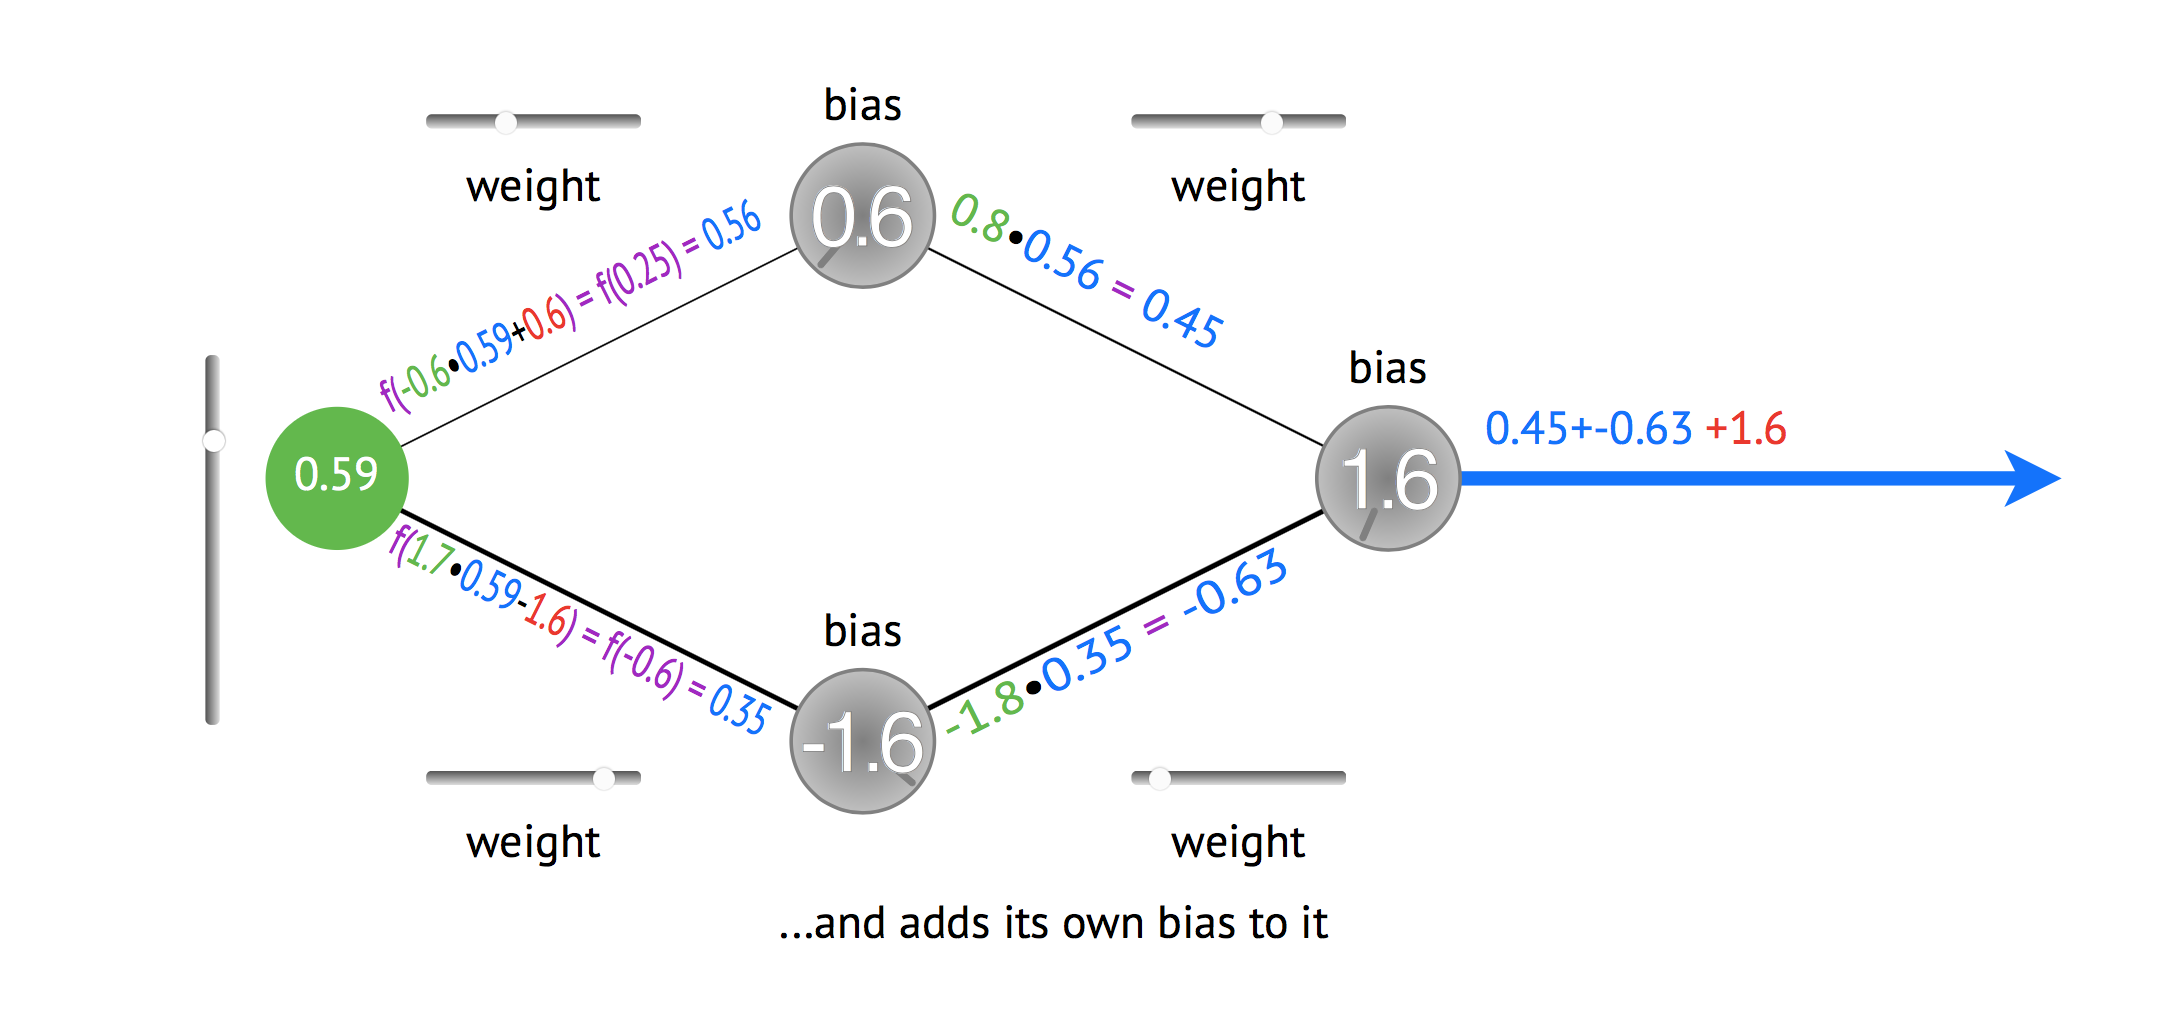 bias
weight
weight
0.6
f(-0.6•0.59+0.6) = f(0.25) = 0.56
0.8•0.56 = 0.45
bias
0.45+-0.63 +1.6
0.59
1.6
f(1.7•0.59-1.6) = f(-0.6) = 0.35
bias
-1.8•0.35 = -0.63
-1.6
weight
weight
...and adds its own bias to it